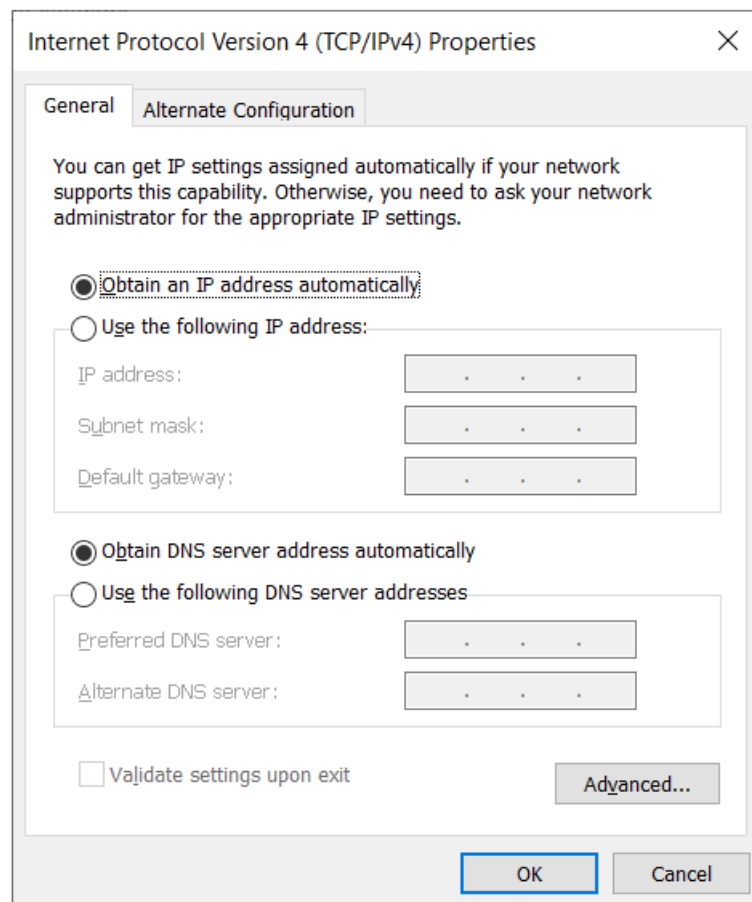 Internet Protocol Version 4 (TCP/IPv4) Properties
General
Alternate Configuration
You can get IP settings assigned automatically if your network
supports this capability. Otherwise, you need to ask your network
administrator for the appropriate IP settings.
Obtain an IP address automatically
Use the following IP address:
IP address:
Subnet mask:
Default gateway:
Obtain DNS server address automatically
Use the following DNS server addresses
Preferred DNS server:
Alternate DNS server:
Validate settings upon exit
Advanced...
OK
Cancel